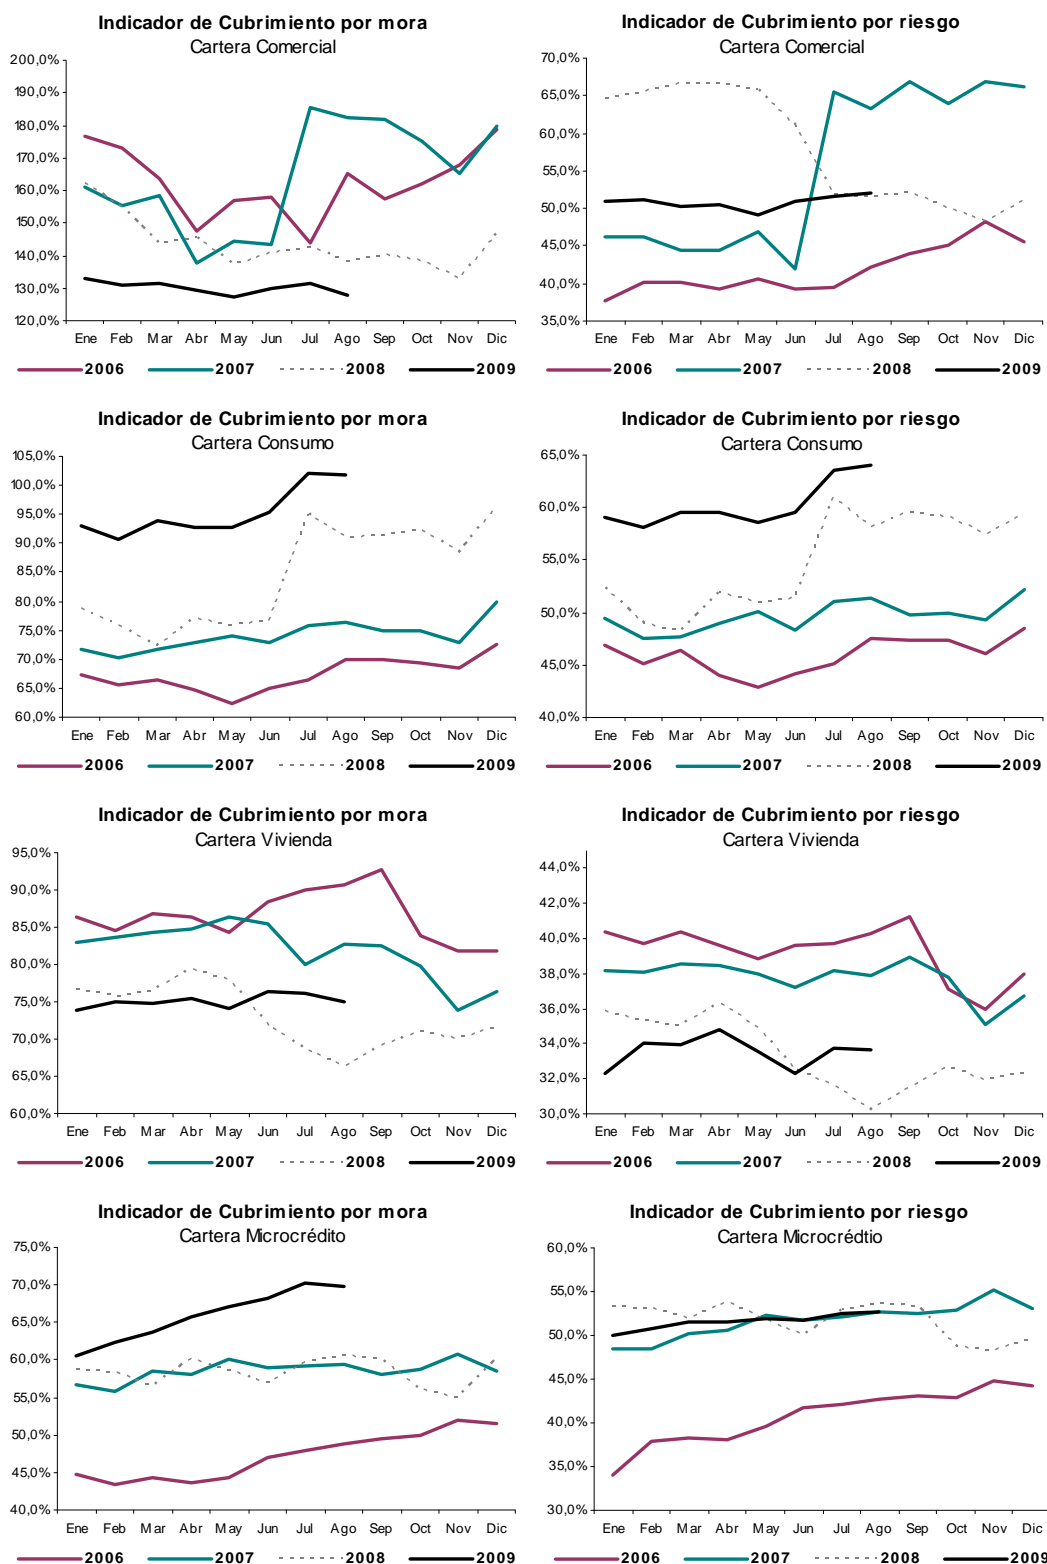 Indicador de Cubrimiento por mora
Cartera Comercial
200,0%
190,0%
180,0%
170,0%
160,0%
150,0%
140,0%
130,0%
120,0%
Ene Feb Mar Abr May Jun Jul Ago Sep Oct Nov Dic
2006 2007 2008 2009
Indicador de Cubrimiento por riesgo
Cartera Comercial
70,0%
65,0%
60,0%
55,0%
50,0%
45,0%
40,0%
35,0%
Ene Feb Mar Abr May Jun Jul Ago Sep Oct Nov Dic
2006 2007 2008 2009
Indicador de Cubrimiento por mora
Cartera Consumo
105,0%
100,0%
95,0%
90,0%
85,0%
80,0%
75,0%
70,0%
65,0%
60,0%
Ene Feb Mar Abr May Jun Jul Ago Sep Oct Nov Dic
2006 2007 2008 2009
Indicador de Cubrimiento por riesgo
Cartera Consumo
65,0%
60,0%
55,0%
50,0%
45,0%
40,0%
Ene Feb Mar Abr May Jun Jul Ago Sep Oct Nov Dic
2006 2007 2008 2009
Indicador de Cubrimiento por mora
Cartera Vivienda
95,0%
90,0%
85,0%
80,0%
75,0%
70,0%
65,0%
60,0%
Ene Feb Mar Abr May Jun Jul Ago Sep Oct Nov Dic
2006 2007 2008 2009
Indicador de Cubrimiento por riesgo
Cartera Vivienda
44,0%
42,0%
40,0%
38,0%
36,0%
34,0%
32,0%
30,0%
Ene Feb Mar Abr May Jun Jul Ago Sep Oct Nov Dic
2006 2007 2008 2009
Indicador de Cubrimiento por mora
Cartera Microcrédito
75,0%
70,0%
65,0%
60,0%
55,0%
50,0%
45,0%
40,0%
Ene Feb Mar Abr May Jun Jul Ago Sep Oct Nov Dic
2006 2007 2008 2009
Indicador de Cubrimiento por riesgo
Cartera Microcrédtio
60,0%
55,0%
50,0%
45,0%
40,0%
35,0%
30,0%
Ene Feb Mar Abr May Jun Jul Ago Sep Oct Nov Dic
2006 2007 2008 2009